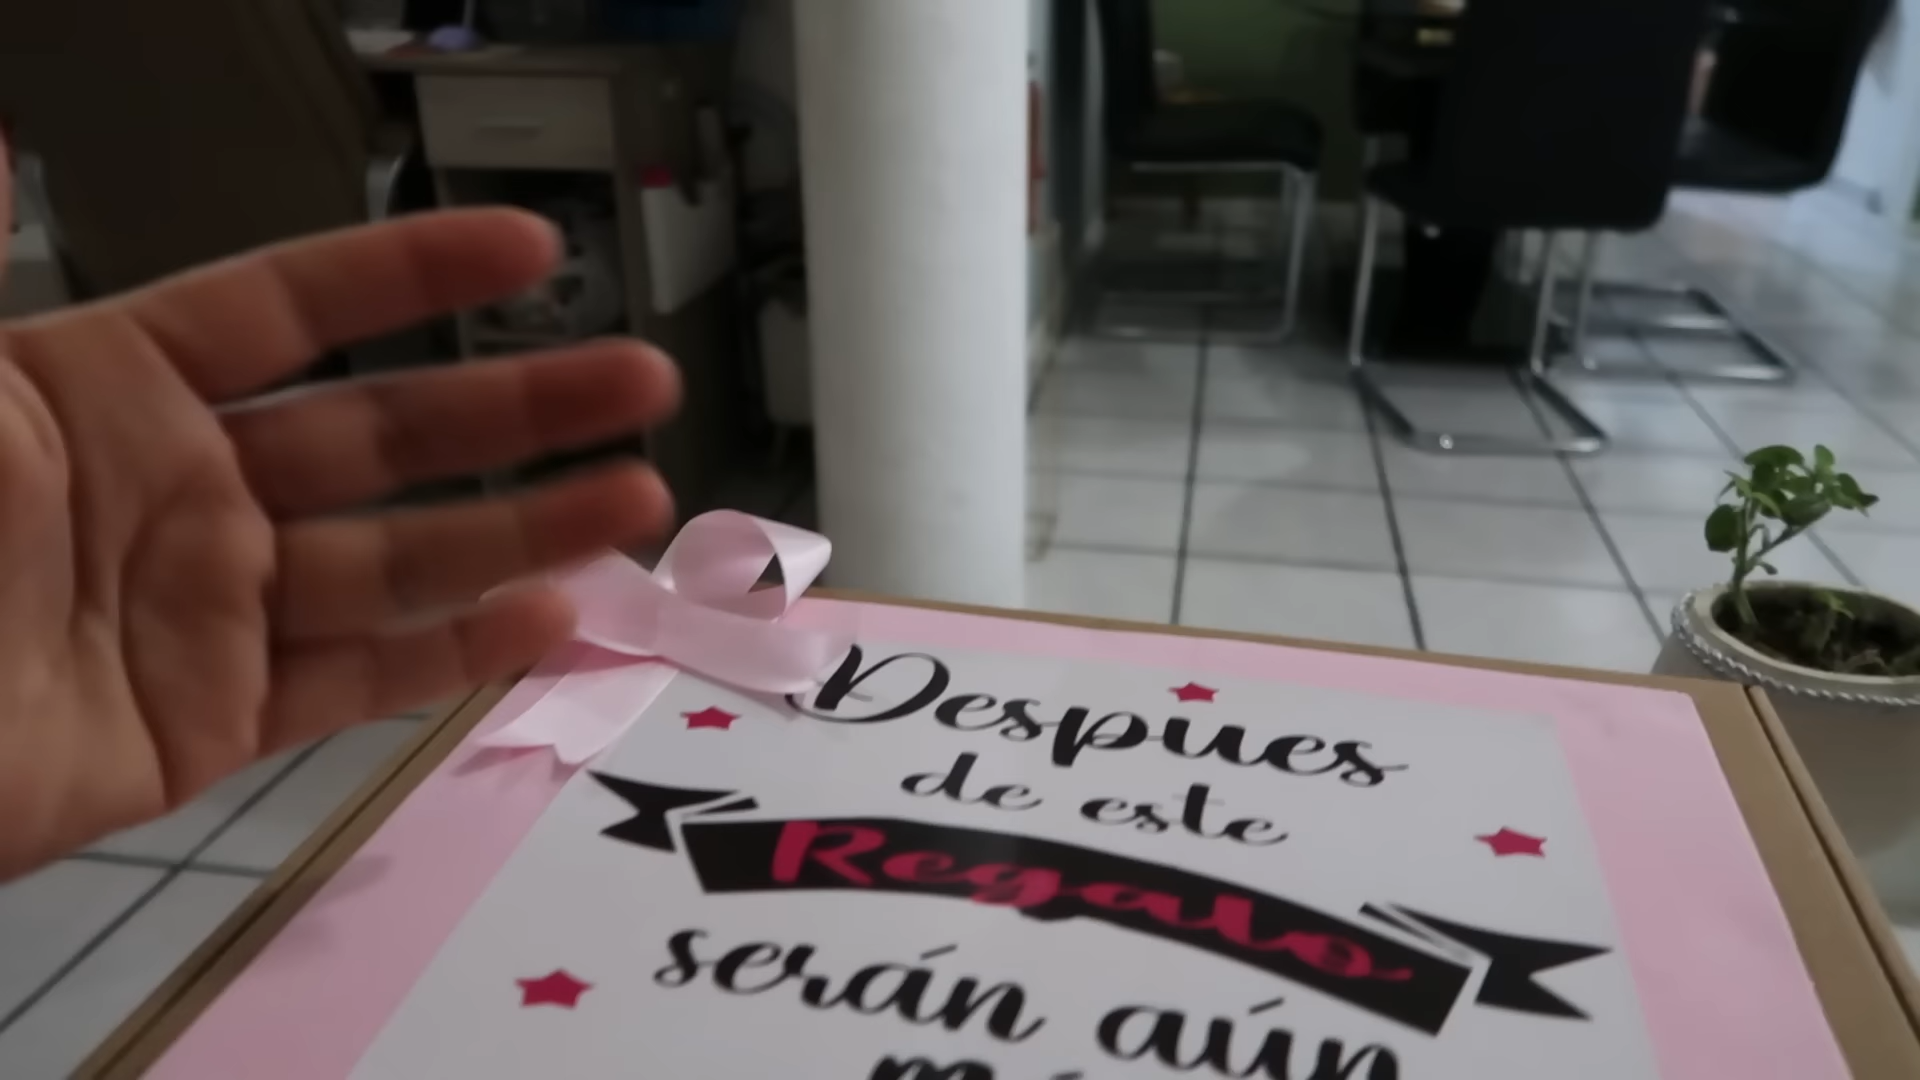 Despues
de este
Regalo
serán aún